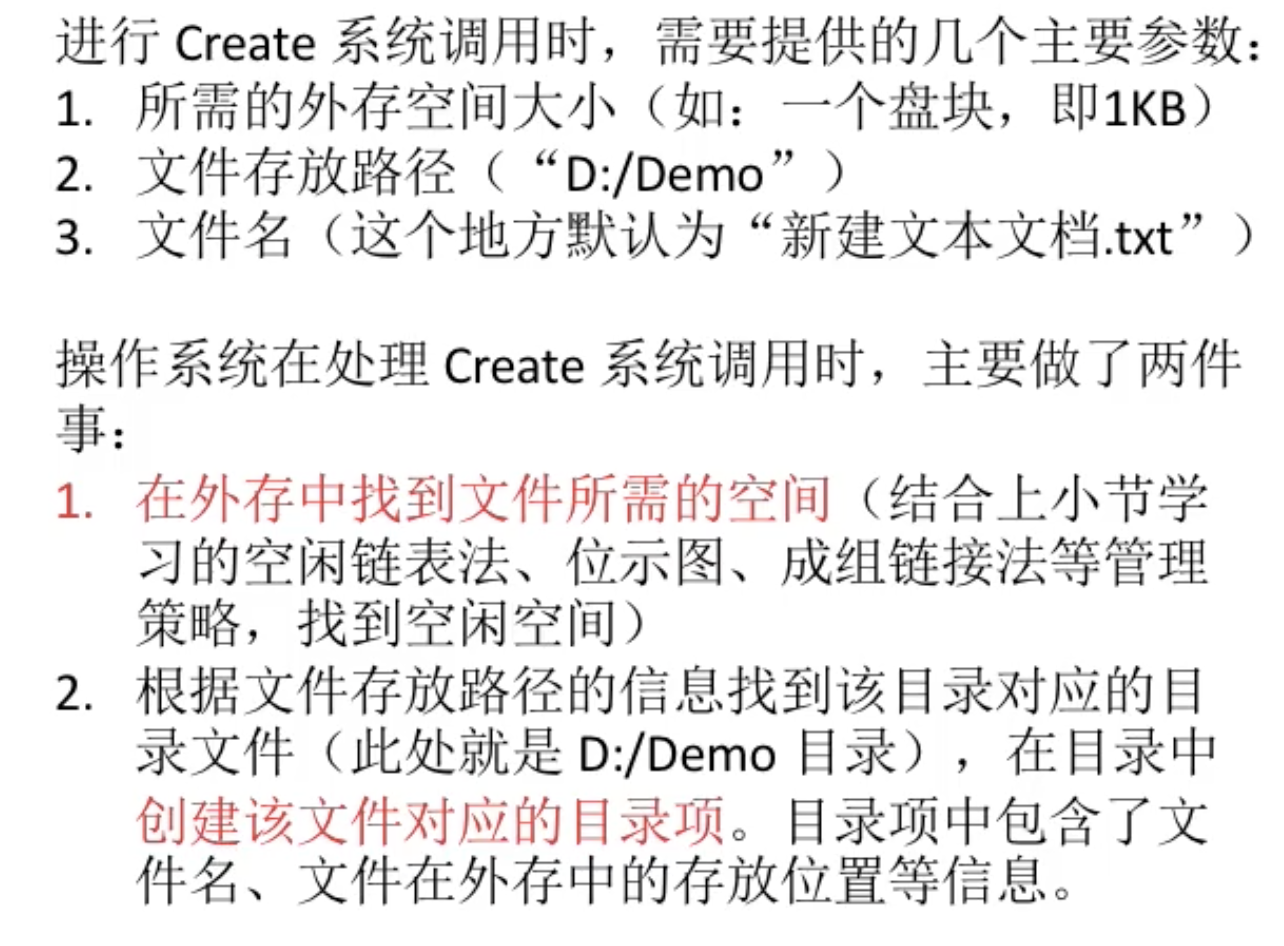 进行 Create 系统调用时，需要提供的几个主要参数：
1. 所需的外存空间大小（如：一个盘块，即1KB）
2. 文件存放路径（“D:/Demo”）
3. 文件名（这个地方默认为“新建文本文档.txt”）
操作系统在处理 Create 系统调用时，主要做了两件
事：
1. 在外存中找到文件所需的空间（结合上小节学
习的空闲链表法、位示图、成组链接法等管理
策略，找到空闲空间）
2. 根据文件存放路径的信息找到该目录对应的目
录文件（此处就是 D:/Demo 目录），在目录中
创建该文件对应的目录项。目录项中包含了文
件名、文件在外存中的存放位置等信息。